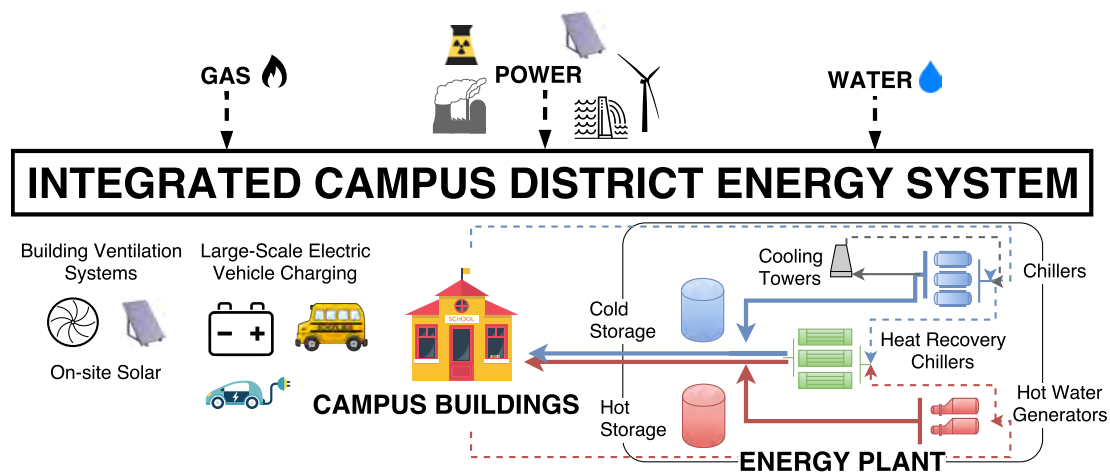 GAS
POWER
WATER
INTEGRATED CAMPUS DISTRICT ENERGY SYSTEM
Building Ventilation
Systems
On-site Solar
Large-Scale Electric
Vehicle Charging
SCHOOL
CAMPUS BUILDINGS
Cold
Storage
Hot
Storage
Cooling
Towers
Chillers
Heat Recovery
Chillers
Hot Water
Generators
ENERGY PLANT